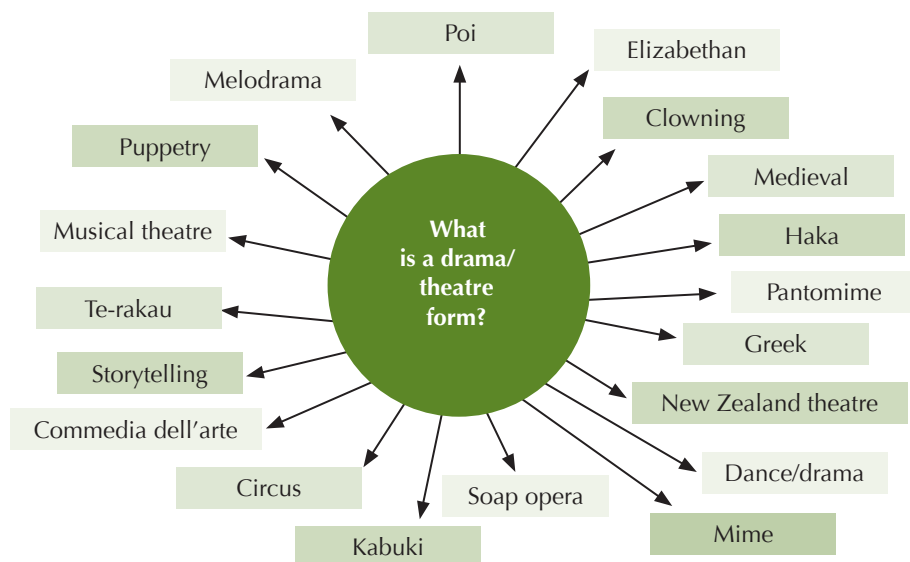 Poi
Elizabethan
Melodrama
Clowning
Puppetry
Medieval
Musical theatre
Haka
What
is a drama/
theatre
form?
Pantomime
Te-rakau
Greek
Storytelling
New Zealand theatre
Commedia dell'arte
Dance/drama
Circus
Soap opera
Mime
Kabuki